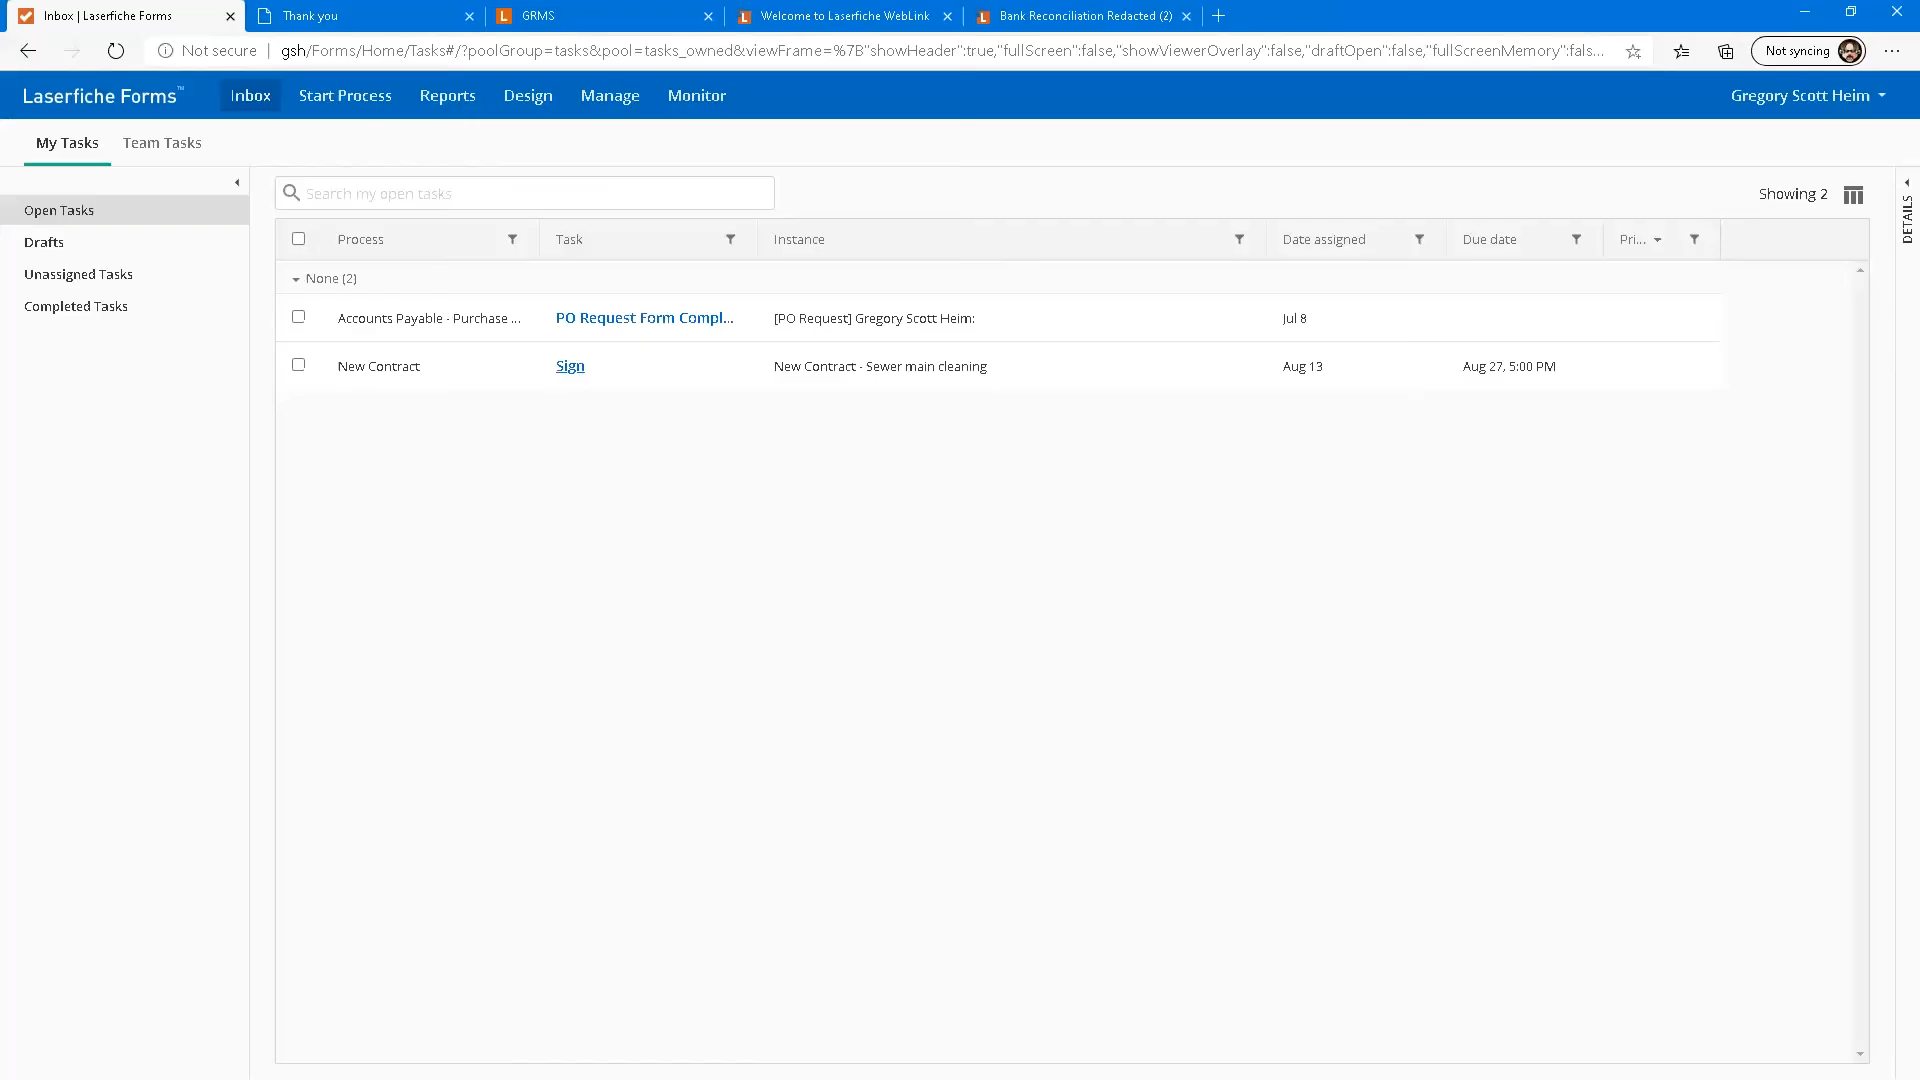 Inbox | Laserfiche Forms
Thank you
GRMS
Welcome to Laserfiche WebLink
Bank Reconciliation Redacted (2)
Not secure
gsh/Forms/Home/Tasks#/?poolGroup=tasks&pool=tasks_owned&viewFrame=%7B"showHeader":true,"fullScreen":false,"showViewerOverlay":false,"draftOpen":false,"fullScreenMemory":fals...
Not syncing
Laserfiche Forms™
Inbox
Start Process
Reports
Design
Manage
Monitor
Gregory Scott Heim
My Tasks
Team Tasks
Open Tasks
Drafts
Unassigned Tasks
Completed Tasks
Search my open tasks
Showing 2
DETAILS
Process
Task
Instance
Date assigned
Due date
Pri...
None (2)
Accounts Payable - Purchase ...
PO Request Form Compl...
[PO Request] Gregory Scott Heim:
Jul 8
New Contract
Sign
New Contract - Sewer main cleaning
Aug 13
Aug 27, 5:00 PM